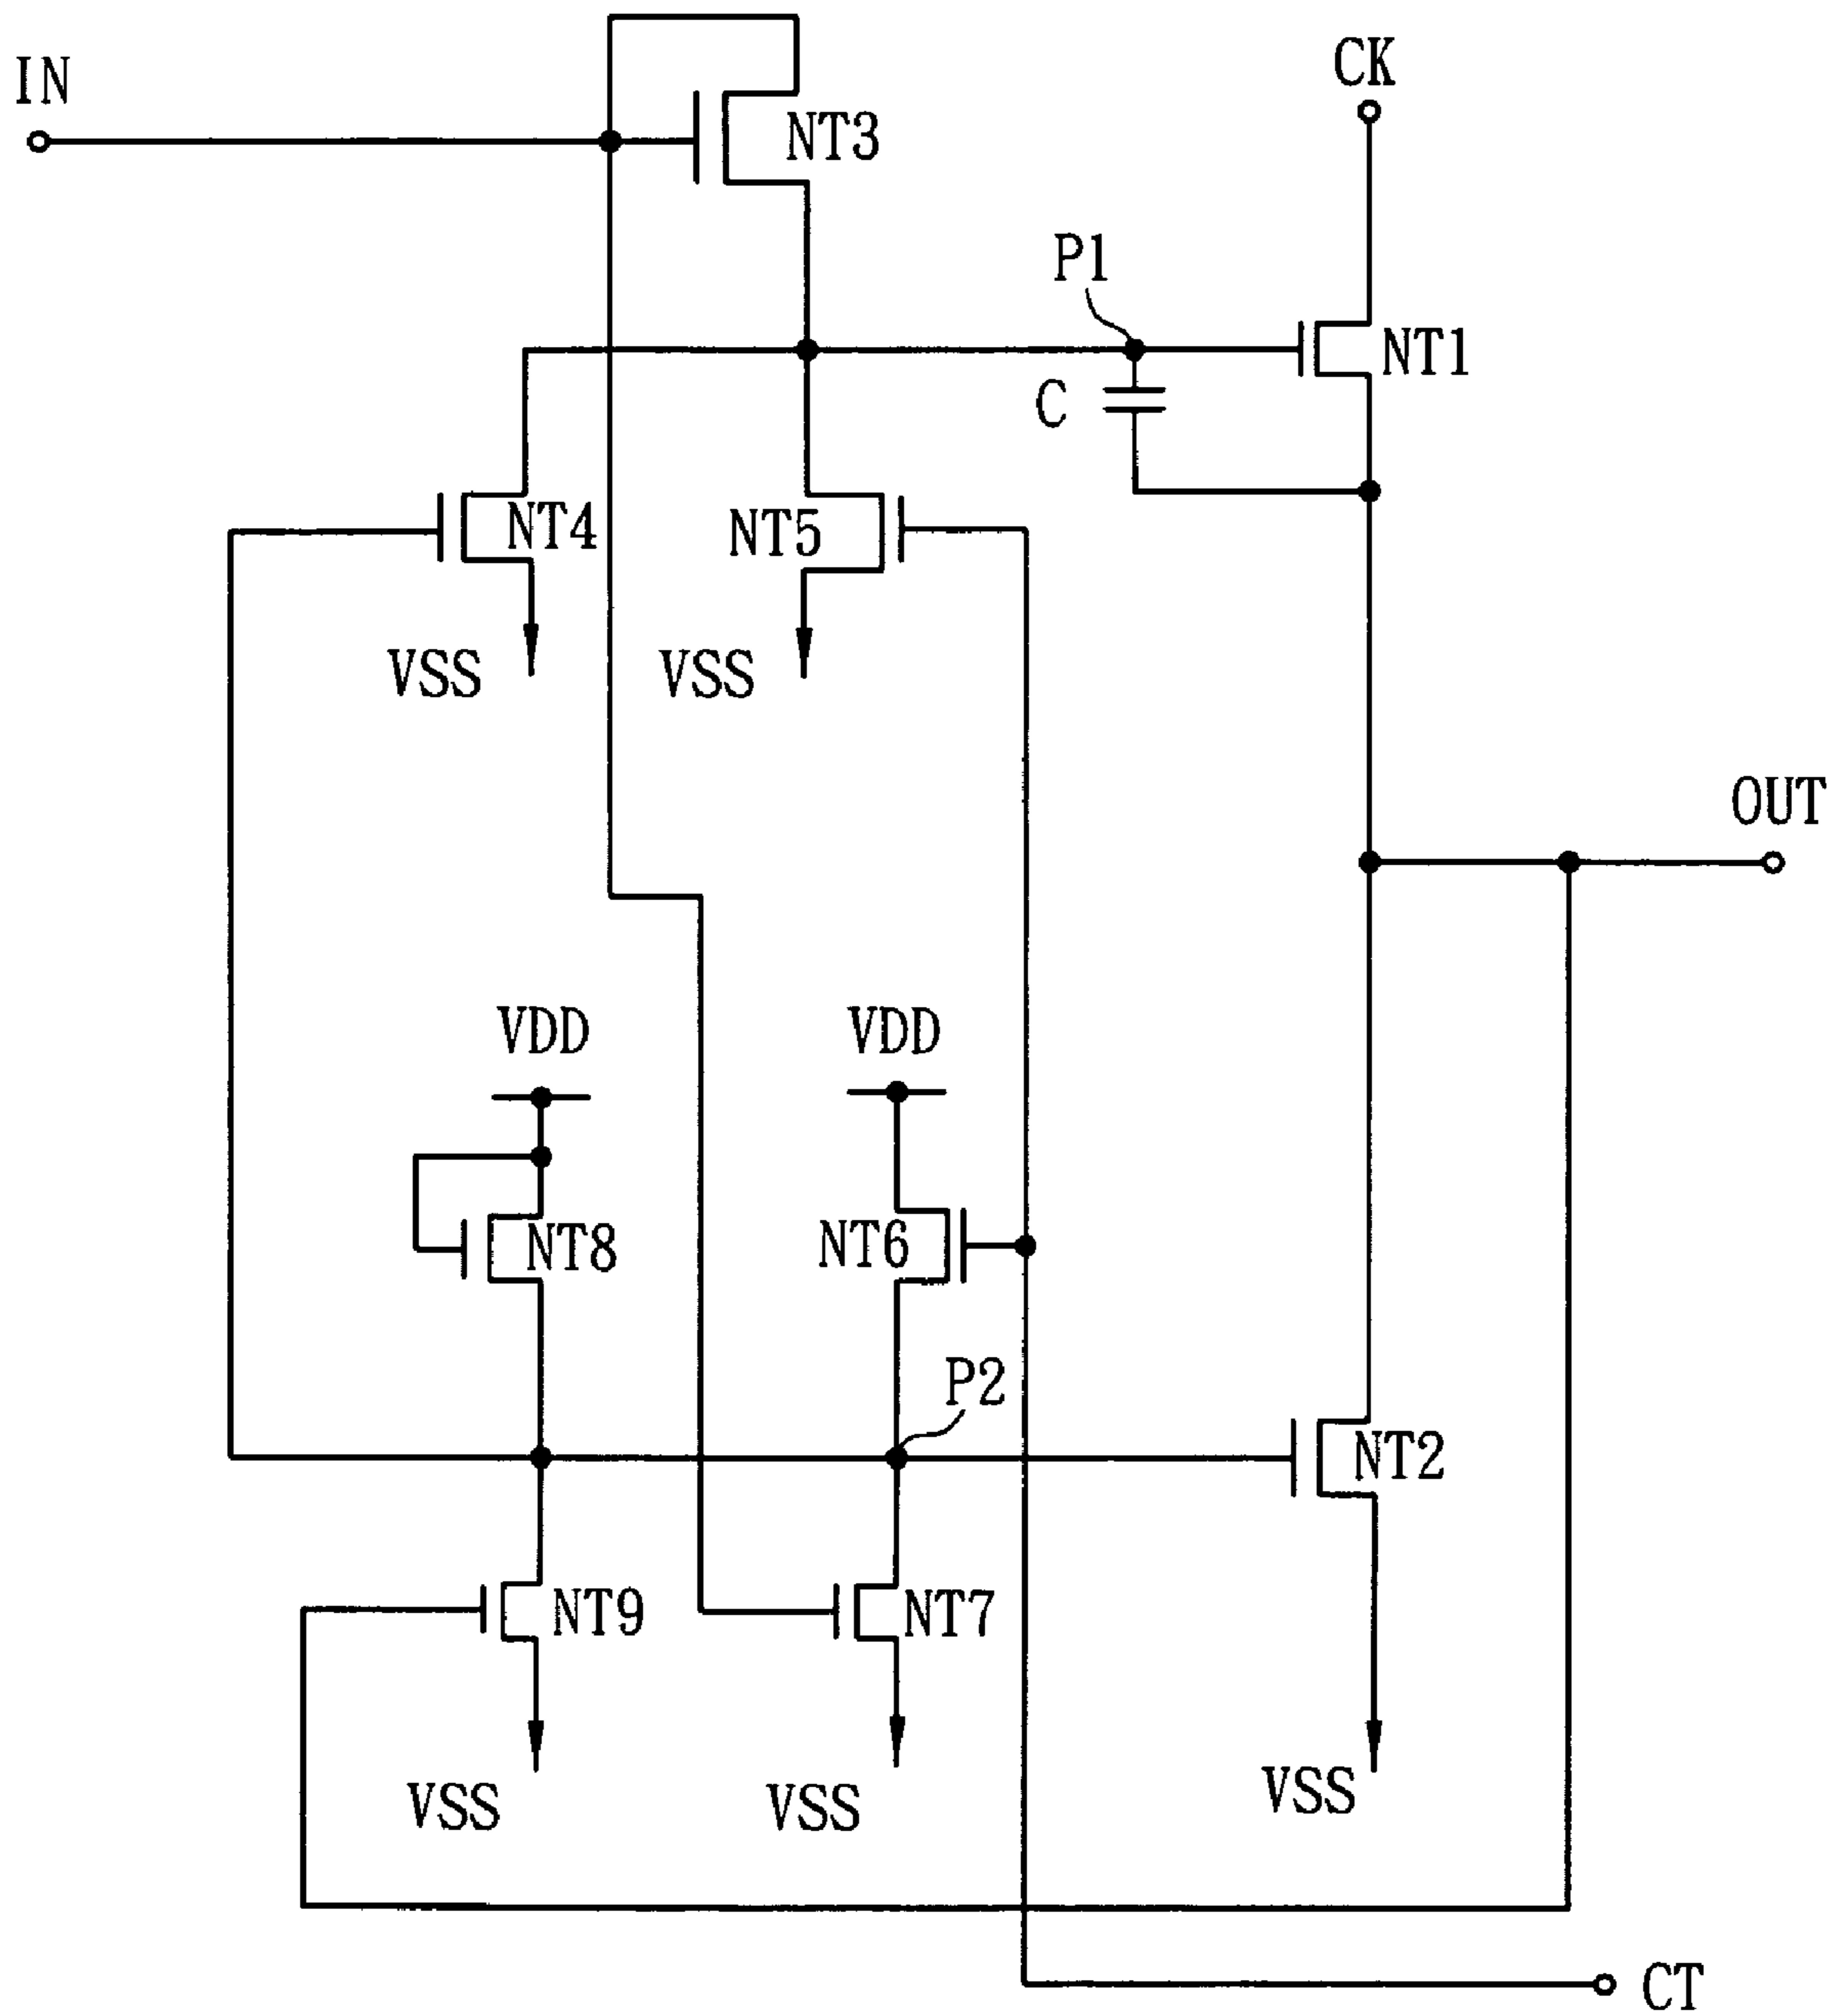 IN
CK
NT3
P1
NT1
C
NT4
NT5
VSS
VSS
OUT
VDD
VDD
NT8
NT6
P2
NT2
NT9
NT7
VSS
VSS
VSS
CT